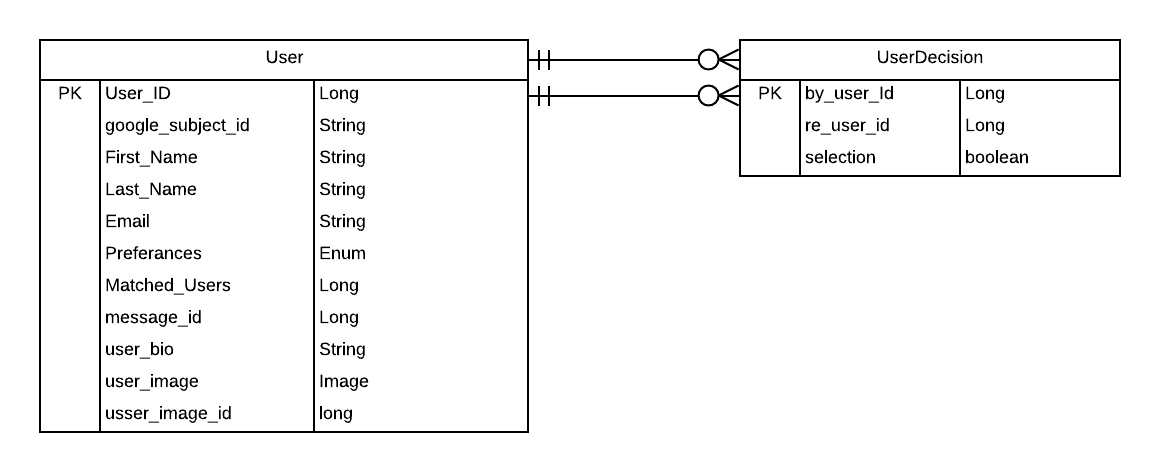 User
PK User_ID Long
google_subject_id String
First_Name String
Last_Name String
Email String
Preferances Enum
Matched_Users Long
message_id Long
user_bio String
user_image Image
usser_image_id long
UserDecision
PK by_user_Id Long
re_user_id Long
selection boolean